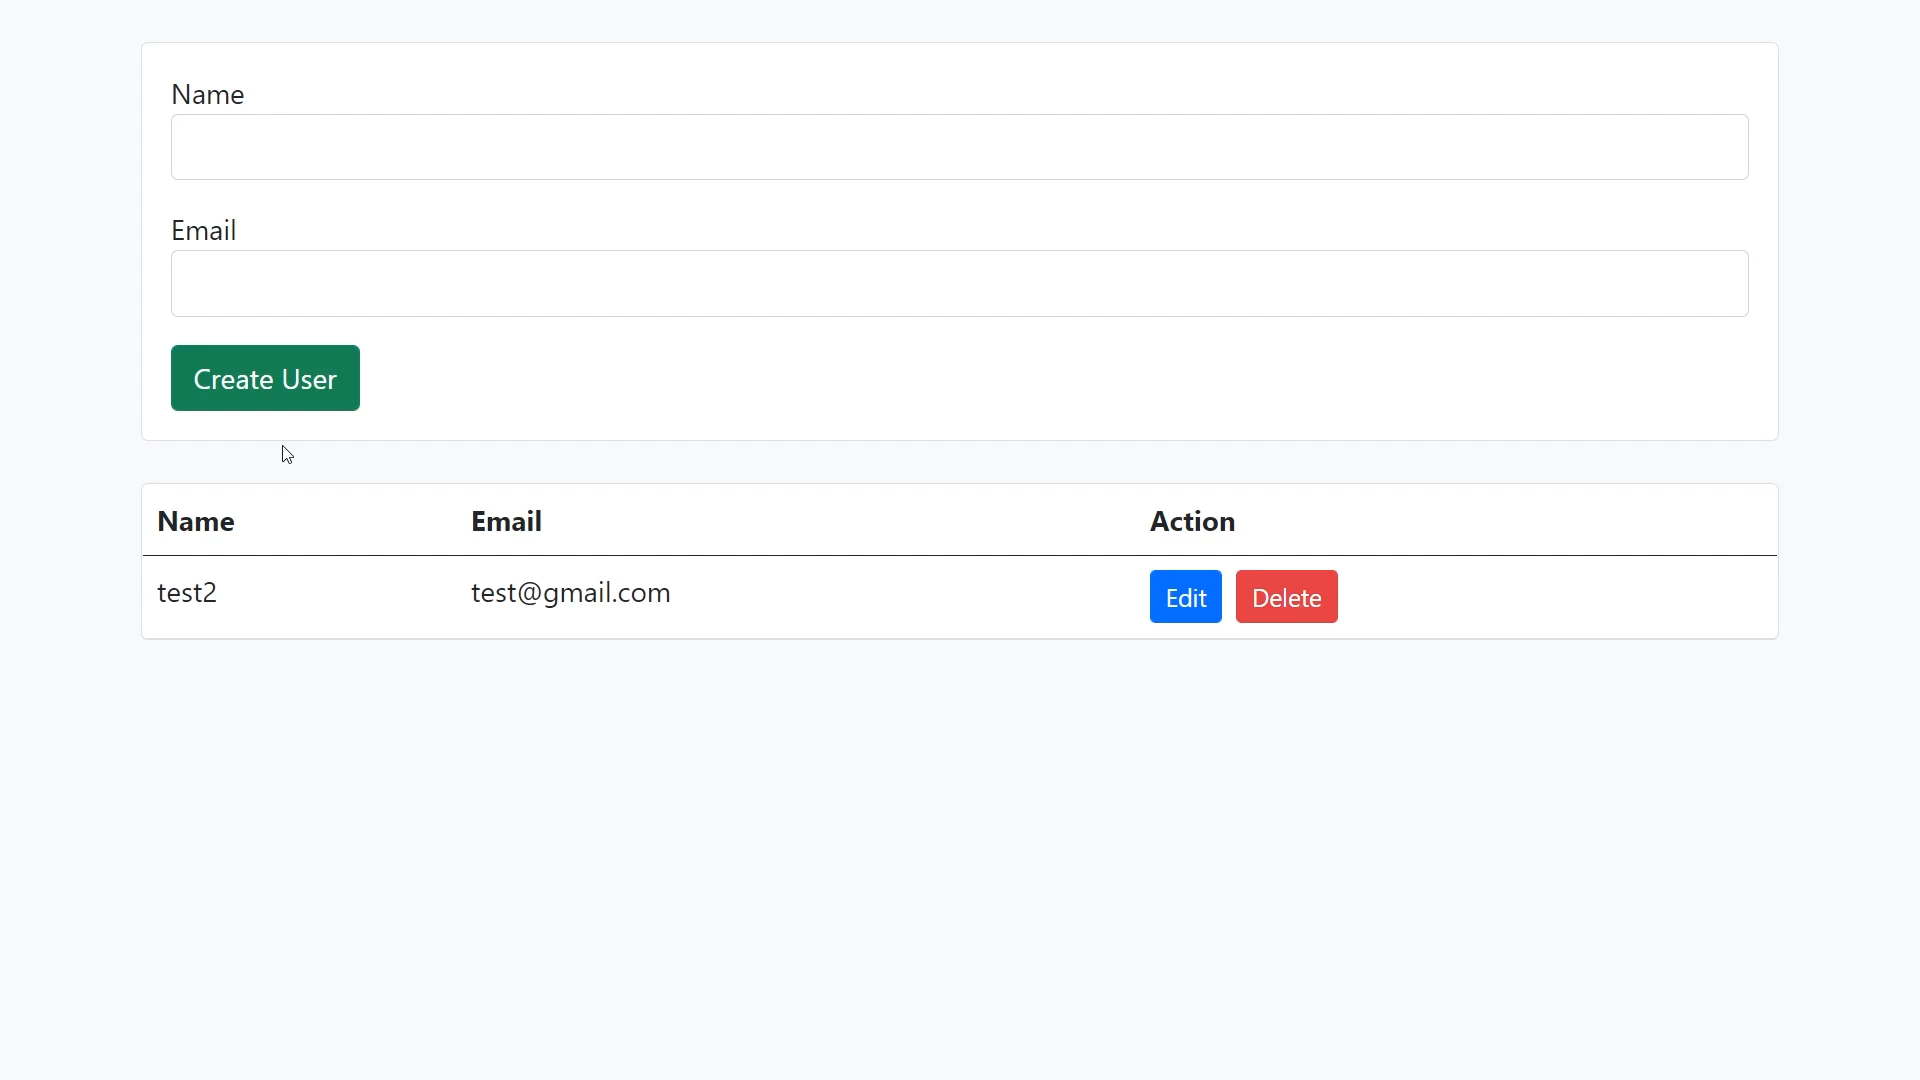 Name
Email
Create User
Name Email Action
test2 test@gmail.com Edit Delete